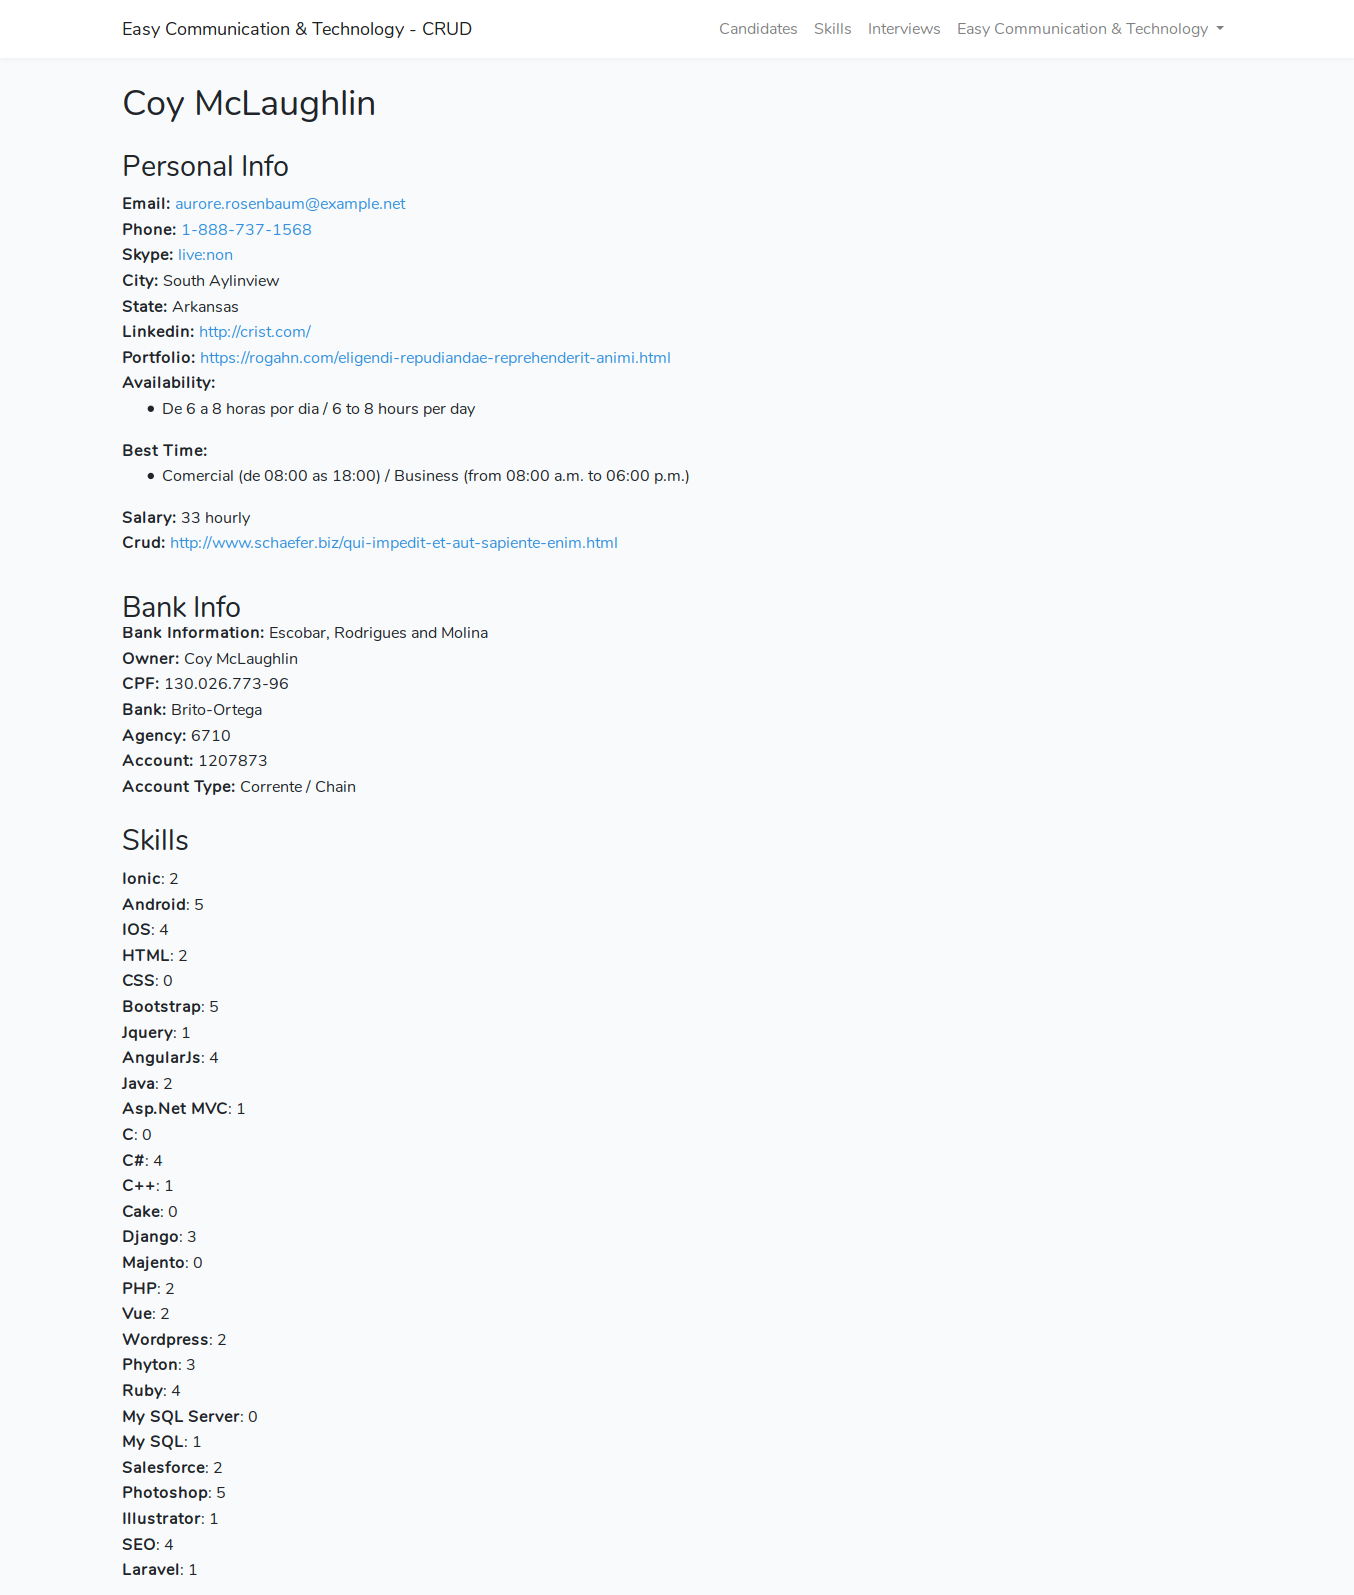 Easy Communication & Technology - CRUD
Candidates Skills Interviews Easy Communication & Technology
Coy McLaughlin
Personal Info
Email: aurore.rosenbaum@example.net
Phone: 1-888-737-1568
Skype: live:non
City: South Aylinview
State: Arkansas
Linkedin: http://crist.com/
Portfolio: https://rogahn.com/eligendi-repudiandae-reprehenderit-animi.html
Availability:
• De 6 a 8 horas por dia / 6 to 8 hours per day
Best Time:
• Comercial (de 08:00 as 18:00) / Business (from 08:00 a.m. to 06:00 p.m.)
Salary: 33 hourly
Crud: http://www.schaefer.biz/qui-impedit-et-aut-sapiente-enim.html
Bank Info
Bank Information: Escobar, Rodrigues and Molina
Owner: Coy McLaughlin
CPF: 130.026.773-96
Bank: Brito-Ortega
Agency: 6710
Account: 1207873
Account Type: Corrente / Chain
Skills
Ionic: 2
Android: 5
IOS: 4
HTML: 2
CSS: 0
Bootstrap: 5
Jquery: 1
AngularJs: 4
Java: 2
Asp.Net MVC: 1
C: 0
C#: 4
C++: 1
Cake: 0
Django: 3
Majento: 0
PHP: 2
Vue: 2
Wordpress: 2
Phyton: 3
Ruby: 4
My SQL Server: 0
My SQL: 1
Salesforce: 2
Photoshop: 5
Illustrator: 1
SEO: 4
Laravel: 1